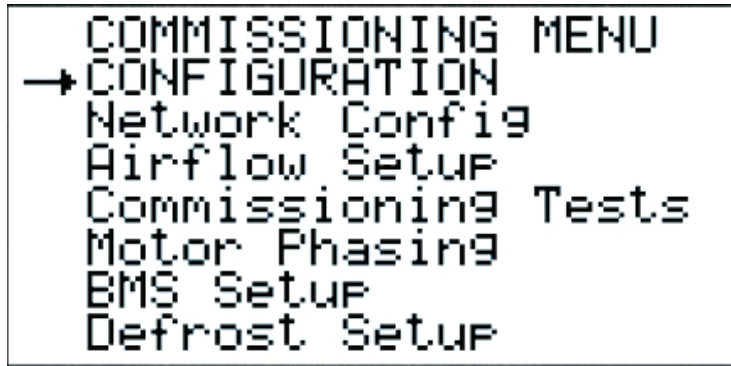 COMMISSIONING MENU
→CONFIGURATION
Network Config
Airflow Setup
Commissioning Tests
Motor Phasing
BMS Setup
Defrost Setup